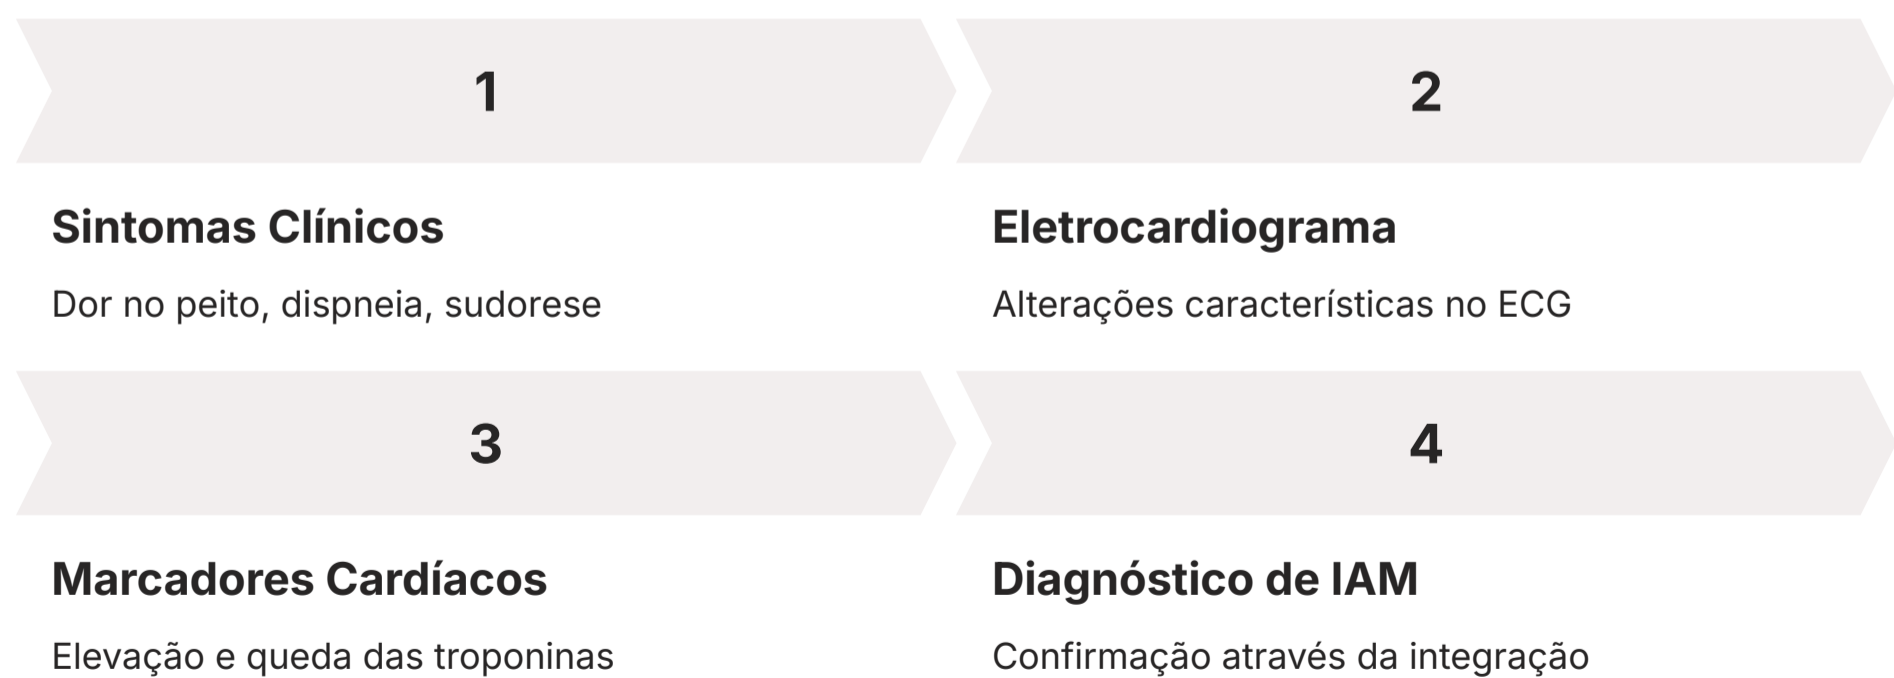 1
2
Sintomas Clínicos
Dor no peito, dispneia, sudorese
Eletrocardiograma
Alterações características no ECG
3
4
Marcadores Cardíacos
Elevação e queda das troponinas
Diagnóstico de IAM
Confirmação através da integração